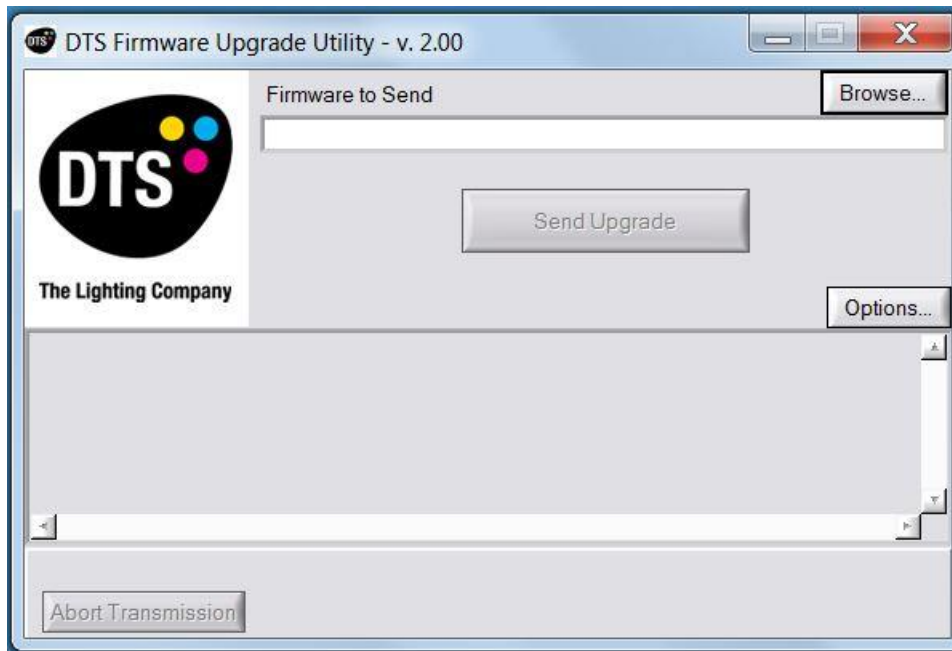 DTS DTS Firmware Upgrade Utility - v. 2.00
Firmware to Send
Browse...
DTS
The Lighting Company
Send Upgrade
Options...
Abort Transmission